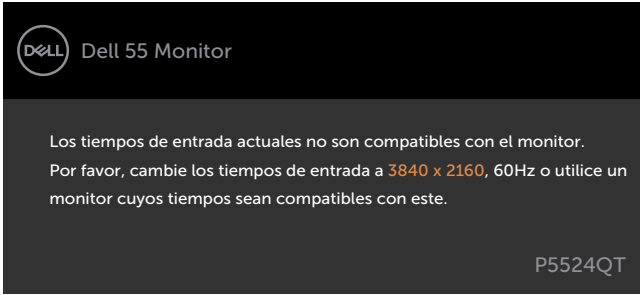 DELL Dell 55 Monitor
Los tiempos de entrada actuales no son compatibles con el monitor.
Por favor, cambie los tiempos de entrada a 3840 x 2160, 60Hz o utilice un
monitor cuyos tiempos sean compatibles con este.
P5524QT